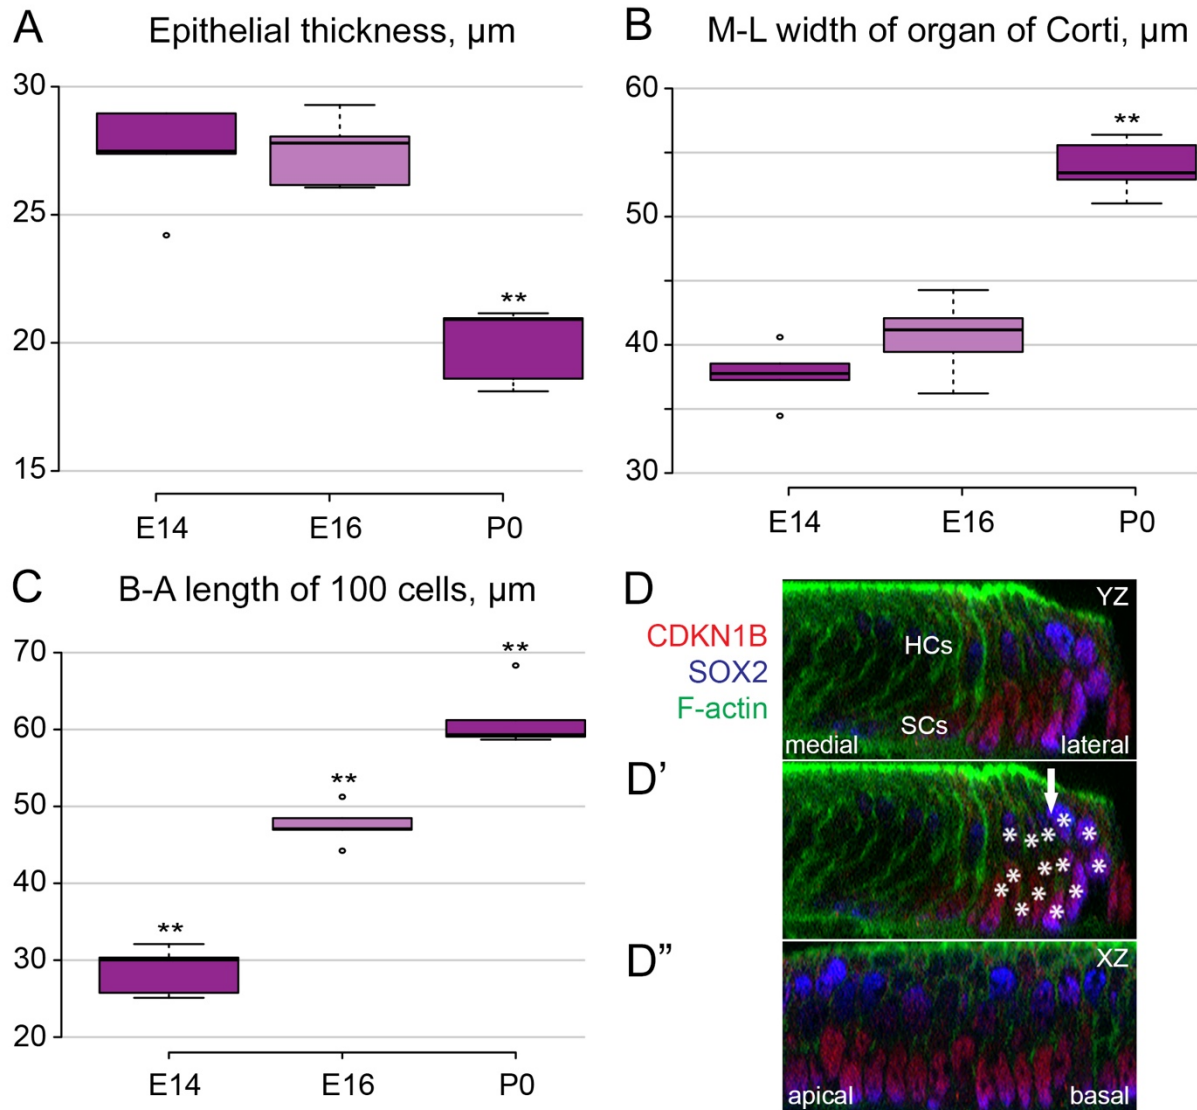 A
Epithelial thickness, µm
30
25
20
15
**
E14
E16
P0
B
M-L width of organ of Corti, µm
60
50
40
30
**
E14
E16
P0
C
B-A length of 100 cells, µm
70
60
50
40
30
20
**
**
**
E14
E16
P0
D
CDKN1B
SOX2
F-actin
YZ
HCs
SCs
medial
lateral
D'
* * * * * * * * * * * * *
D"
XZ
apical
basal